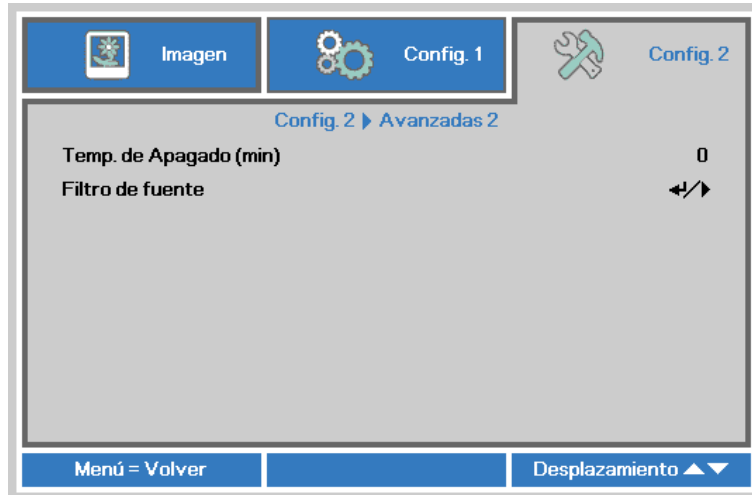 Imagen
Config. 1
Config. 2
Config. 2 ▶ Avanzadas 2
Temp. de Apagado (min) 0
Filtro de fuente ↵/▶
Menú = Volver
Desplazamiento ▲▼